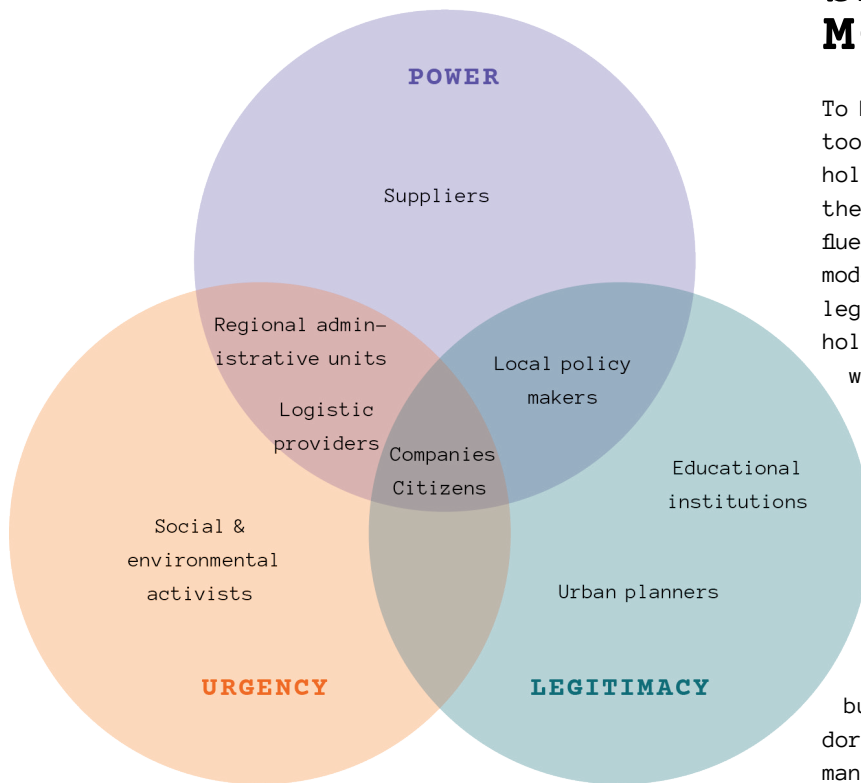 POWER
Suppliers
Regional admin-
istrative units
Logistic
providers
Local policy
makers
Companies
Citizens
Educational
institutions
Social &
environmental
activists
Urban planners
URGENCY
LEGITIMACY
To
too
hol
the
flue
mod
leg
hol
w
bu
dor
man